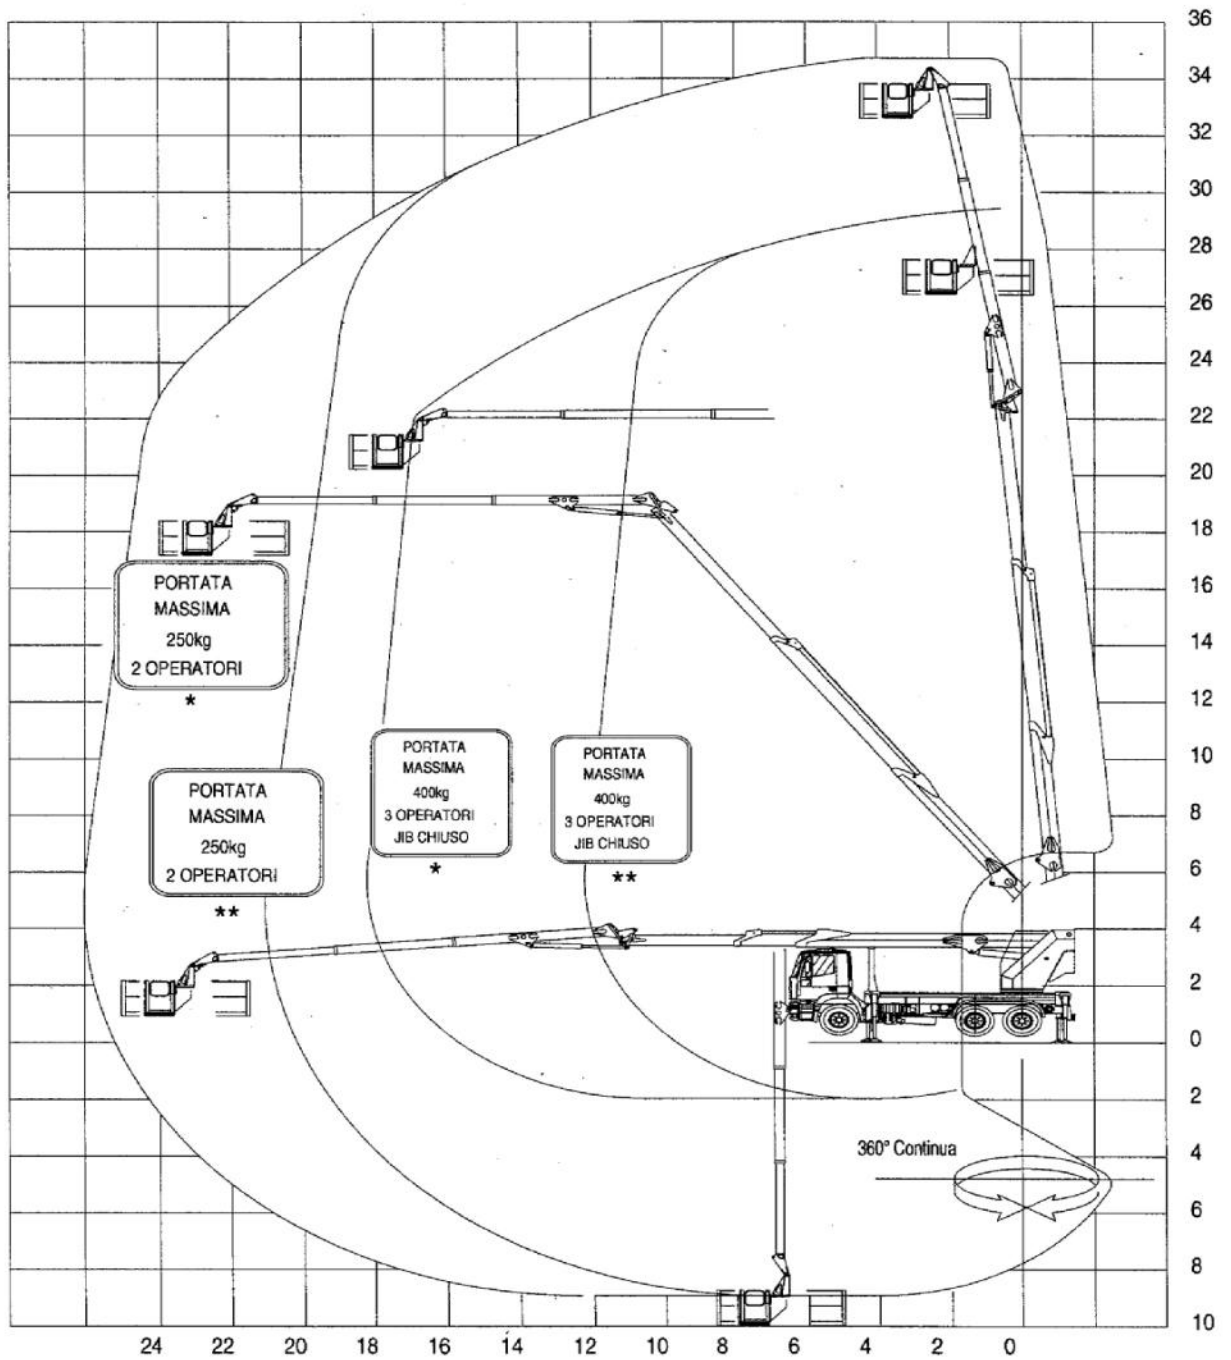 36
34
32
30
28
26
24
22
20
18
16
14
12
10
8
6
4
2
0
2
4
6
8
10
PORTATA
MASSIMA
250kg
2 OPERATORI
*
PORTATA
MASSIMA
250kg
2 OPERATORI
**
PORTATA
MASSIMA
400kg
3 OPERATORI
JIB CHIUSO
*
PORTATA
MASSIMA
400kg
3 OPERATORI
JIB CHIUSO
**
360° Continua
24 22 20 18 16 14 12 10 8 6 4 2 0